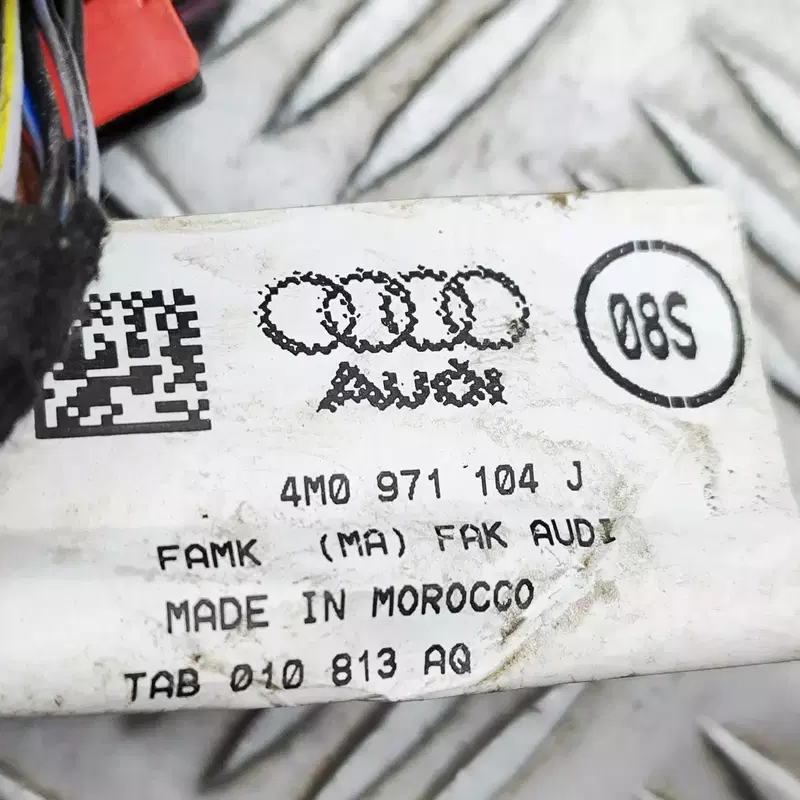 AUDI
08S
4M0 971 104 J
FAMK (MA) FAK AUDI
MADE IN MOROCCO
TAB 010 813 AQ